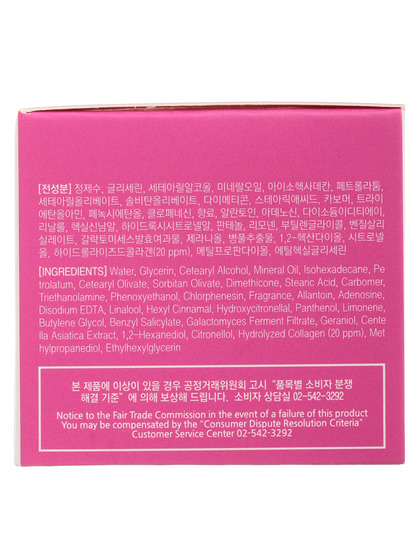 [전성분] 정제수, 글리세린, 세테아릴알코올, 미네랄오일, 아이소헥사데칸, 페트롤라툼,
세테아릴올리베이트, 솔비탄올리베이트, 다이메티콘, 스테아릭애씨드, 카보머, 트라이
에탄올아민, 페녹시에탄올, 클로페네신, 향료, 알란토인, 아데노신, 다이소듐이디티에이,
리날룰, 헥실신남알, 하이드록시시트로넬알, 판테놀, 리모넨, 부틸렌글라이콜, 벤질살리
실레이트, 갈락토미세스발효여과물, 제라니올, 병풀추출물, 1,2-헥산다이올, 시트로넬
올, 하이드롤라이즈드콜라겐(20 ppm), 메틸프로판다이올, 에틸헥실글리세린
[INGREDIENTS] Water, Glycerin, Cetearyl Alcohol, Mineral Oil, Isohexadecane, Pe
trolatum, Cetearyl Olivate, Sorbitan Olivate, Dimethicone, Stearic Acid, Carbomer,
Triethanolamine, Phenoxyethanol, Chlorphenesin, Fragrance, Allantoin, Adenosine,
Disodium EDTA, Linalool, Hexyl Cinnamal, Hydroxycitronellal, Panthenol, Limonene,
Butylene Glycol, Benzyl Salicylate, Galactomyces Ferment Filtrate, Geraniol, Cente
lla Asiatica Extract, 1,2-Hexanediol, Citronellol, Hydrolyzed Collagen (20 ppm), Met
hylpropanediol, Ethylhexylglycerin
본 제품에 이상이 있을 경우 공정거래위원회 고시 "품목별 소비자 분쟁
해결 기준" 에 의해 보상해 드립니다. 소비자 상담실 02-542-3292
Notice to the Fair Trade Commission in the event of a failure of this product
You may be compensated by the "Consumer Dispute Resolution Criteria"
Customer Service Center 02-542-3292